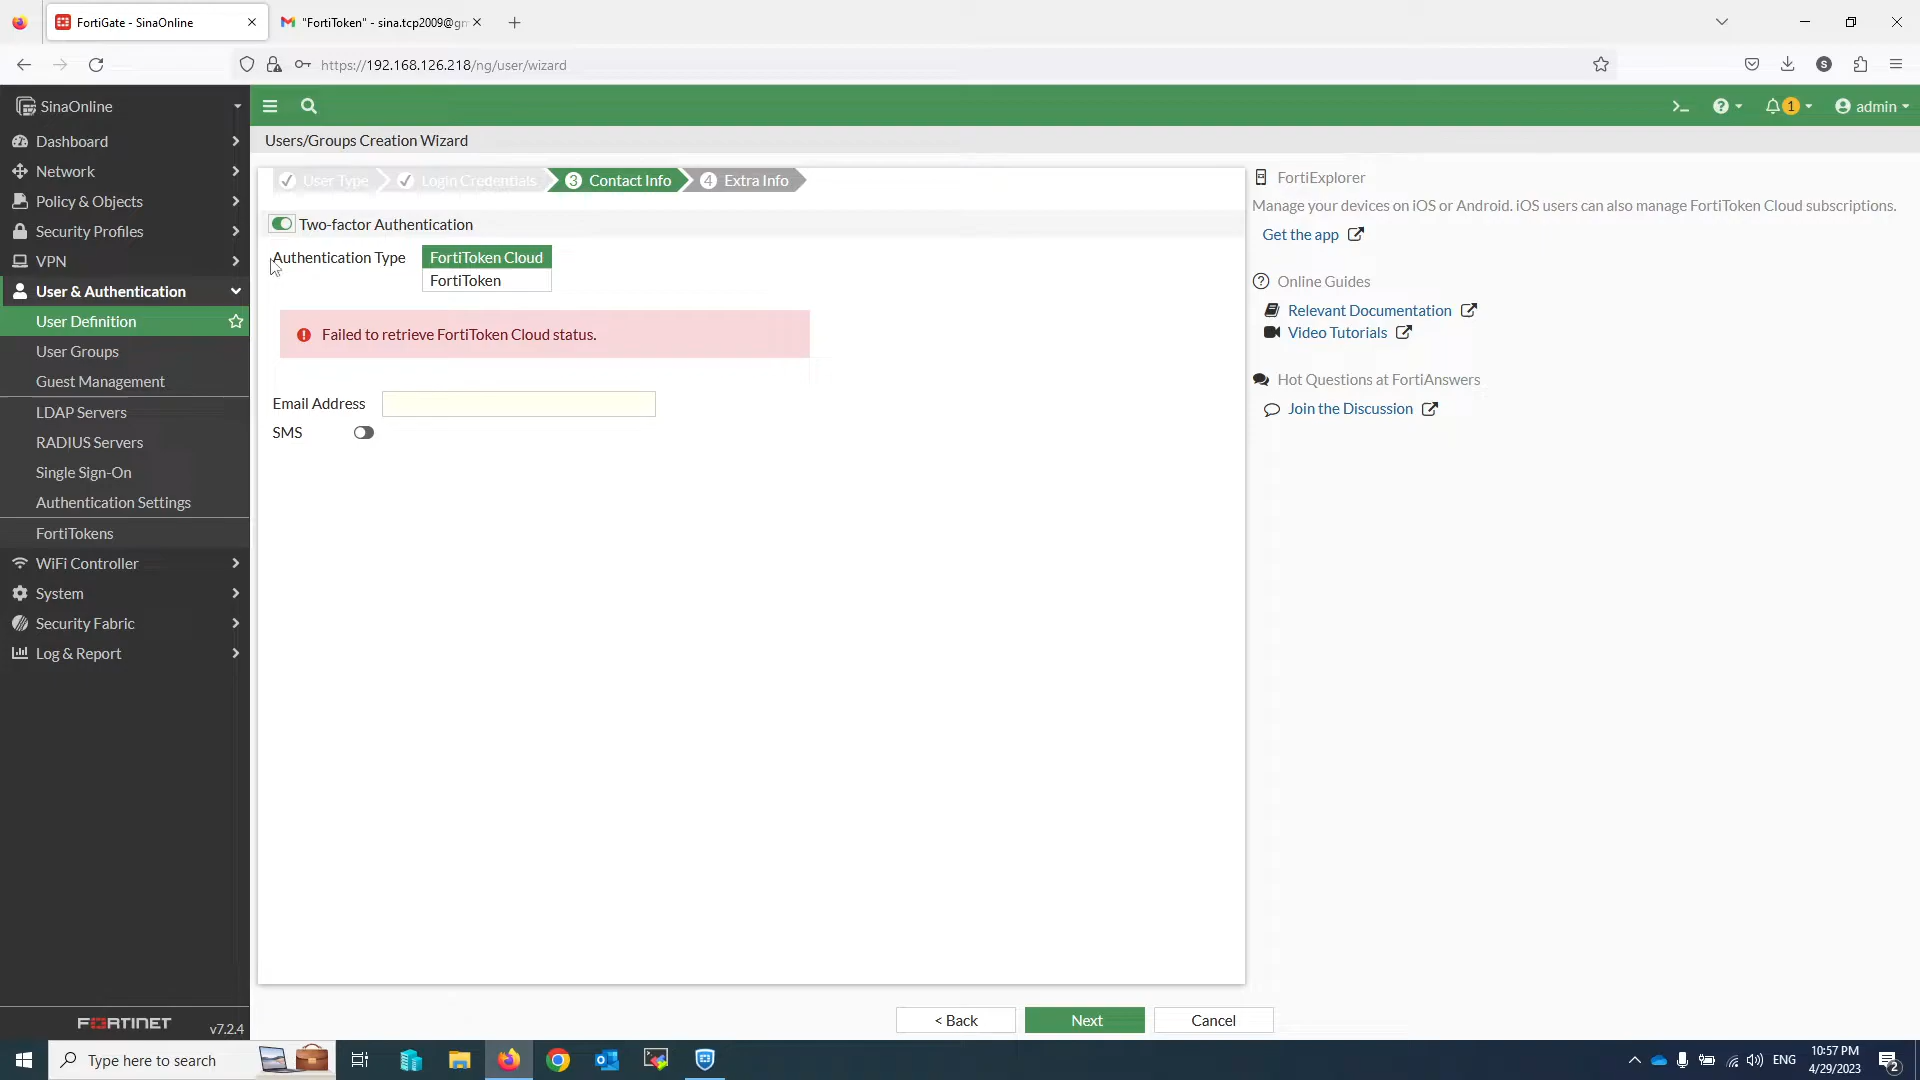 FortiGate - SinaOnline
"FortiToken" - sina.tcp2009@gm
https://192.168.126.218/ng/user/wizard
SinaOnline
1
admin
Dashboard
Network
Policy & Objects
Security Profiles
VPN
User & Authentication
User Definition
User Groups
Guest Management
LDAP Servers
RADIUS Servers
Single Sign-On
Authentication Settings
FortiTokens
WiFi Controller
System
Security Fabric
Log & Report
FORTINET
v7.2.4
Users/Groups Creation Wizard
User Type
Login Credentials
3 Contact Info
4 Extra Info
Two-factor Authentication
Authentication Type
FortiToken Cloud
FortiToken
Failed to retrieve FortiToken Cloud status.
Email Address
SMS
< Back
Next
Cancel
FortiExplorer
Manage your devices on iOS or Android. iOS users can also manage FortiToken Cloud subscriptions.
Get the app
Online Guides
Relevant Documentation
Video Tutorials
Hot Questions at FortiAnswers
Join the Discussion
Type here to search
ENG
10:57 PM
4/29/2023
2